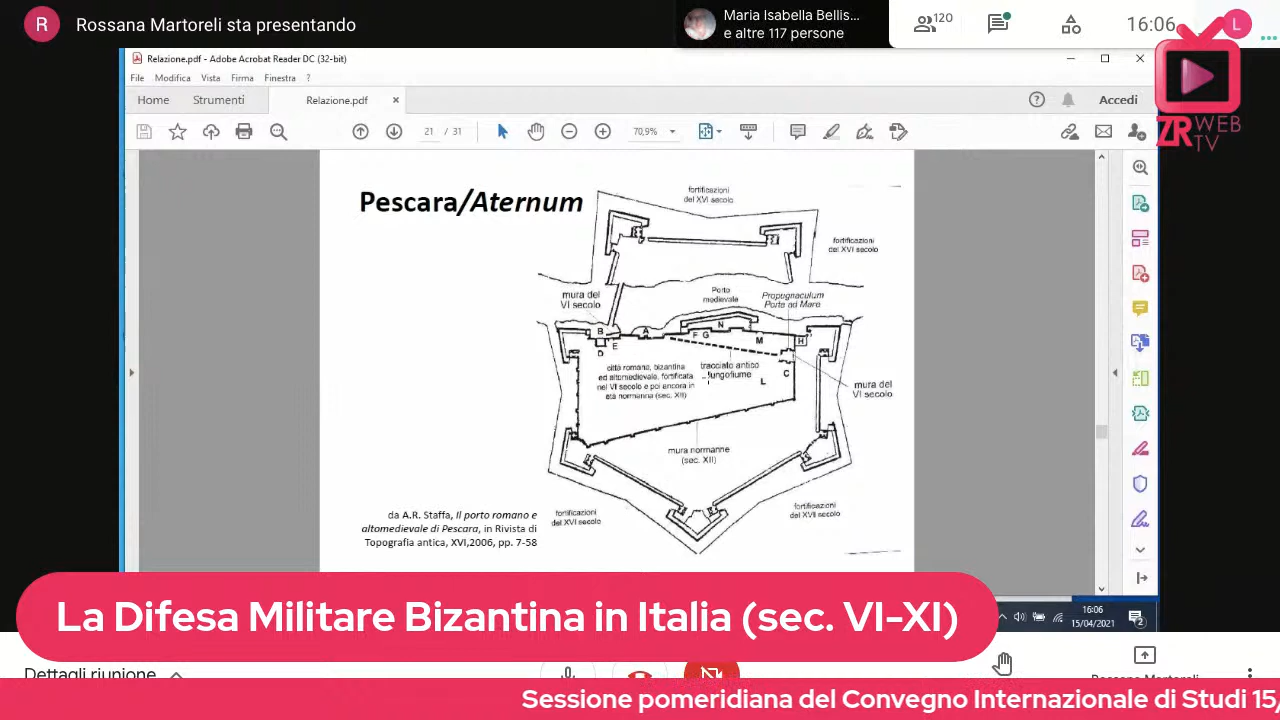 R
Rossana Martoreli sta presentando
Maria Isabella Bellis...
e altre 117 persone
120
16:06
L
ZR WEB
TV
Relazione.pdf - Adobe Acrobat Reader DC (32-bit)
File Modifica Vista Firma Finestra ?
Home Strumenti Relazione.pdf × Accedi
21 / 31 70,9%
Pescara/Aternum
fortificazioni
del XVI secolo
fortificazioni
del XVI secolo
mura del
VI secolo
Porto
medievale
Propugnaculum
Porte ad Mare
B
A
F
G
N
M
H
D
E
C
L
città romana, bizantina
ed altomedievale, fortificata
nel VI secolo e poi ancora in
età normanna (sec. XII)
tracciato antico
lungofiume
mura del
VI secolo
mura normanne
(sec. XII)
fortificazioni
del XVI secolo
fortificazioni
del XVII secolo
da A.R. Staffa, Il porto romano e
altomedievale di Pescara, in Rivista di
Topografia antica, XVI,2006, pp. 7-58
16:06
15/04/2021
2
La Difesa Militare Bizantina in Italia (sec. VI-XI)
Dettagli riunione
Rossana Martoreli
Sessione pomeridiana del Convegno Internazionale di Studi 15/